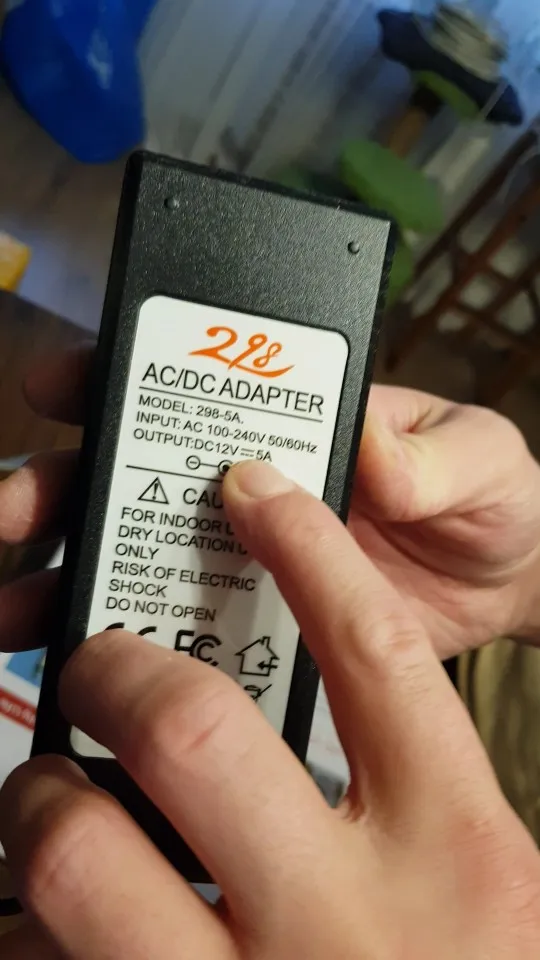 298
AC/DC ADAPTER
MODEL: 298-5A.
INPUT: AC 100-240V 50/60Hz
OUTPUT:DC12V⎓5A
CAU
FOR INDOOR
DRY LOCATION
ONLY
RISK OF ELECTRIC
SHOCK
DO NOT OPEN
FC